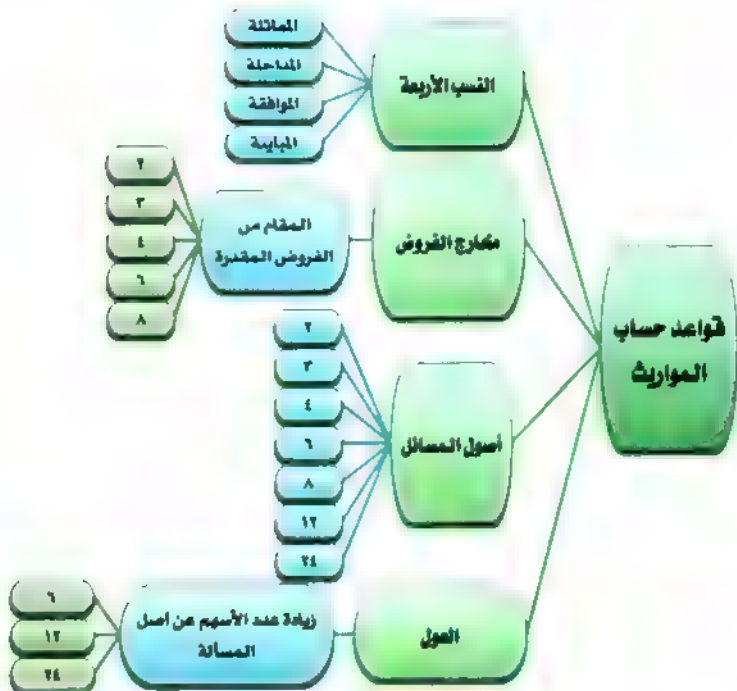 قواعد حساب
المواريث
النسب الأربعة
المماثلة
المداخلة
الموافقة
المباينة
مخارج الفروض
المقام من
الفروض المقدرة
٢
٣
٤
٦
٨
أصول المسائل
٢
٣
٤
٦
٨
١٢
٢٤
العول
زيادة عدد الأسهم عن أصل
المسألة
٦
١٢
٢٤